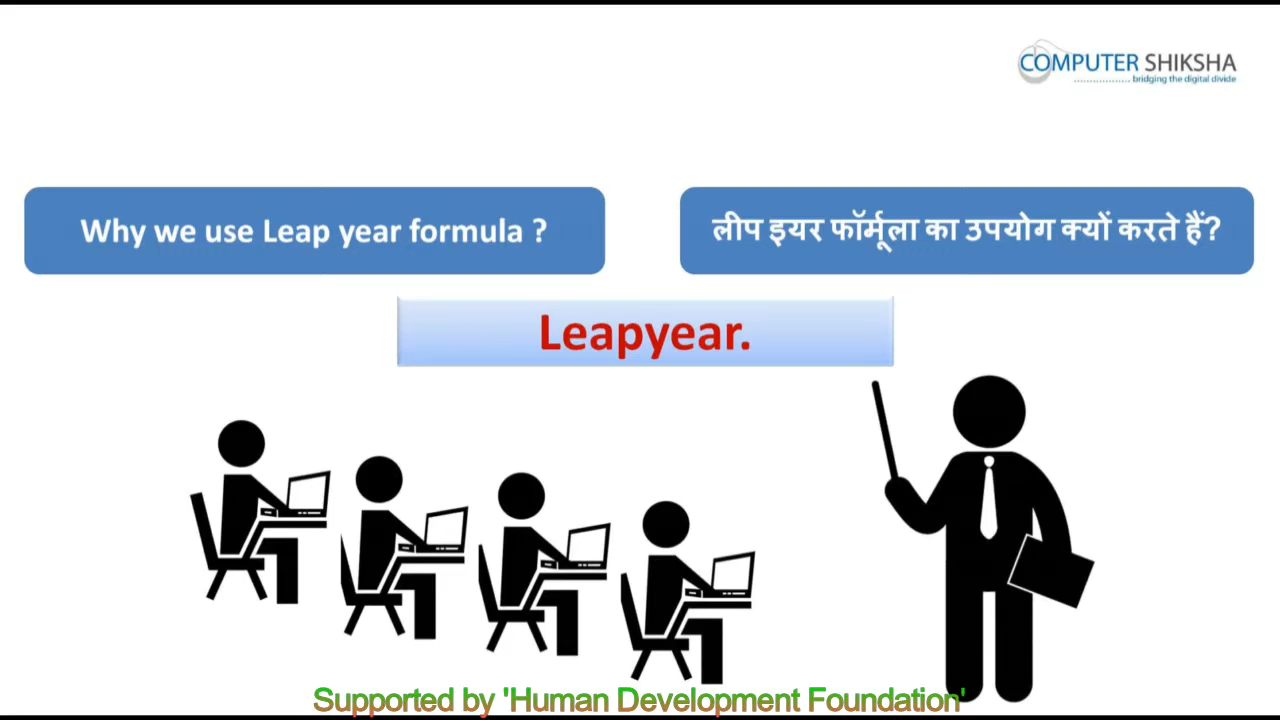 COMPUTER SHIKSHA
.................. bridging the digital divide
Why we use Leap year formula ?
लीप इयर फॉर्मूला का उपयोग क्यों करते हैं?
Leapyear.
Supported by 'Human Development Foundation'